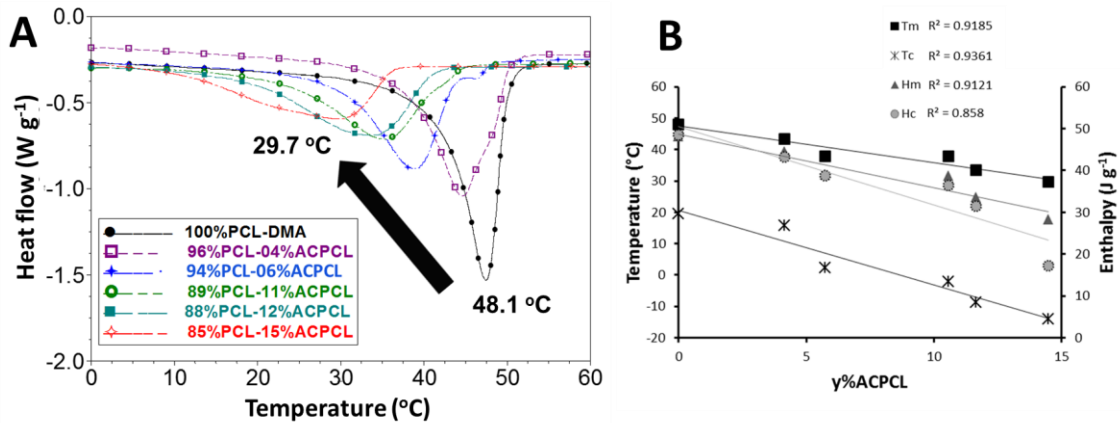 A
0.0
-0.5
-1.0
-1.5
-2.0
Heat flow (W g⁻¹)
29.7 °C
48.1 °C
100%PCL-DMA
96%PCL-04%ACPCL
94%PCL-06%ACPCL
89%PCL-11%ACPCL
88%PCL-12%ACPCL
85%PCL-15%ACPCL
0 10 20 30 40 50 60
Temperature (°C)
B
Tm R² = 0.9185
Tc R² = 0.9361
Hm R² = 0.9121
Hc R² = 0.858
60
50
40
30
20
10
0
-10
-20
Temperature (°C)
60
50
40
30
20
10
0
Enthalpy (J g⁻¹)
0 5 10 15
y%ACPCL